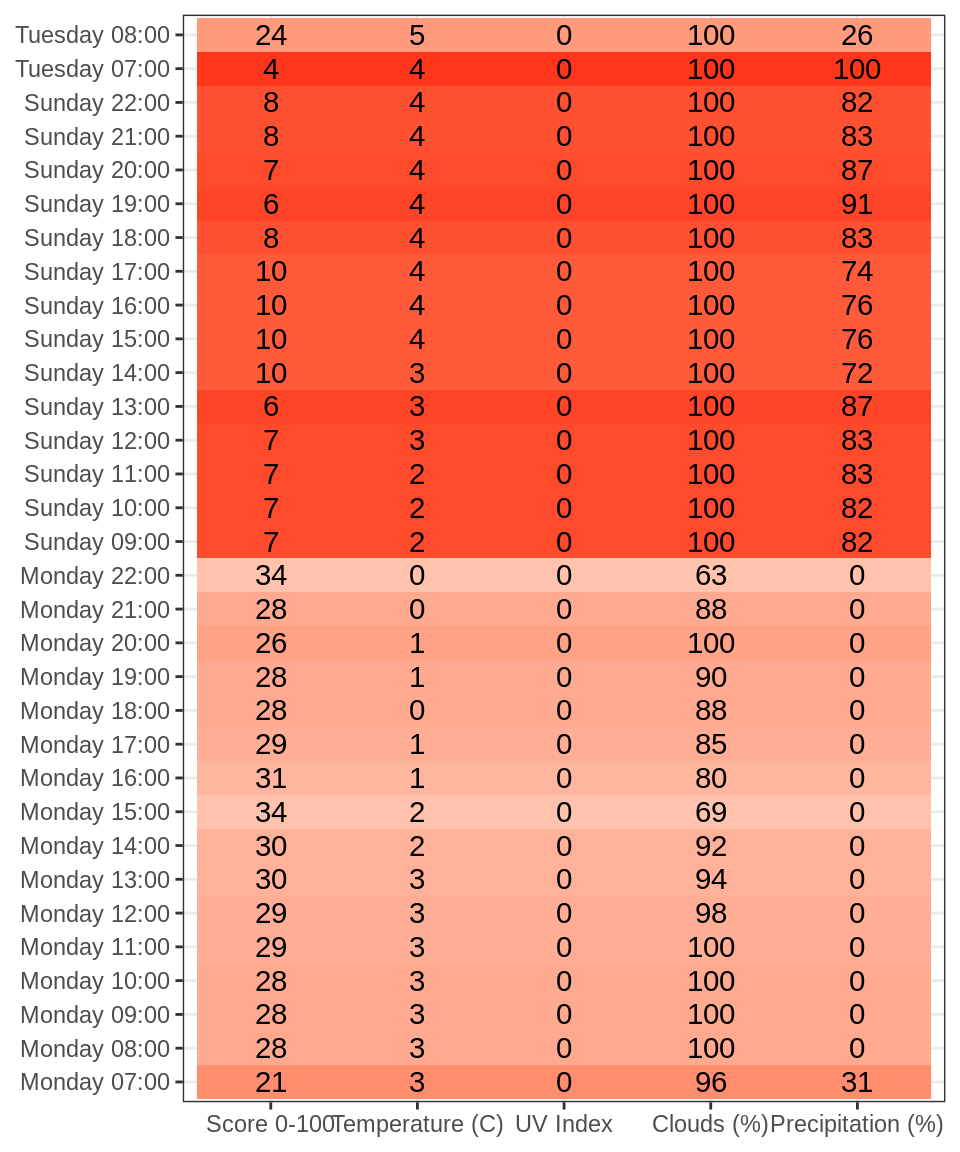 Tuesday 08:00 24 5 0 100 26
Tuesday 07:00 4 4 0 100 100
Sunday 22:00 8 4 0 100 82
Sunday 21:00 8 4 0 100 83
Sunday 20:00 7 4 0 100 87
Sunday 19:00 6 4 0 100 91
Sunday 18:00 8 4 0 100 83
Sunday 17:00 10 4 0 100 74
Sunday 16:00 10 4 0 100 76
Sunday 15:00 10 4 0 100 76
Sunday 14:00 10 3 0 100 72
Sunday 13:00 6 3 0 100 87
Sunday 12:00 7 3 0 100 83
Sunday 11:00 7 2 0 100 83
Sunday 10:00 7 2 0 100 82
Sunday 09:00 7 2 0 100 82
Monday 22:00 34 0 0 63 0
Monday 21:00 28 0 0 88 0
Monday 20:00 26 1 0 100 0
Monday 19:00 28 1 0 90 0
Monday 18:00 28 0 0 88 0
Monday 17:00 29 1 0 85 0
Monday 16:00 31 1 0 80 0
Monday 15:00 34 2 0 69 0
Monday 14:00 30 2 0 92 0
Monday 13:00 30 3 0 94 0
Monday 12:00 29 3 0 98 0
Monday 11:00 29 3 0 100 0
Monday 10:00 28 3 0 100 0
Monday 09:00 28 3 0 100 0
Monday 08:00 28 3 0 100 0
Monday 07:00 21 3 0 96 31
Score 0-100 Temperature (C) UV Index Clouds (%) Precipitation (%)